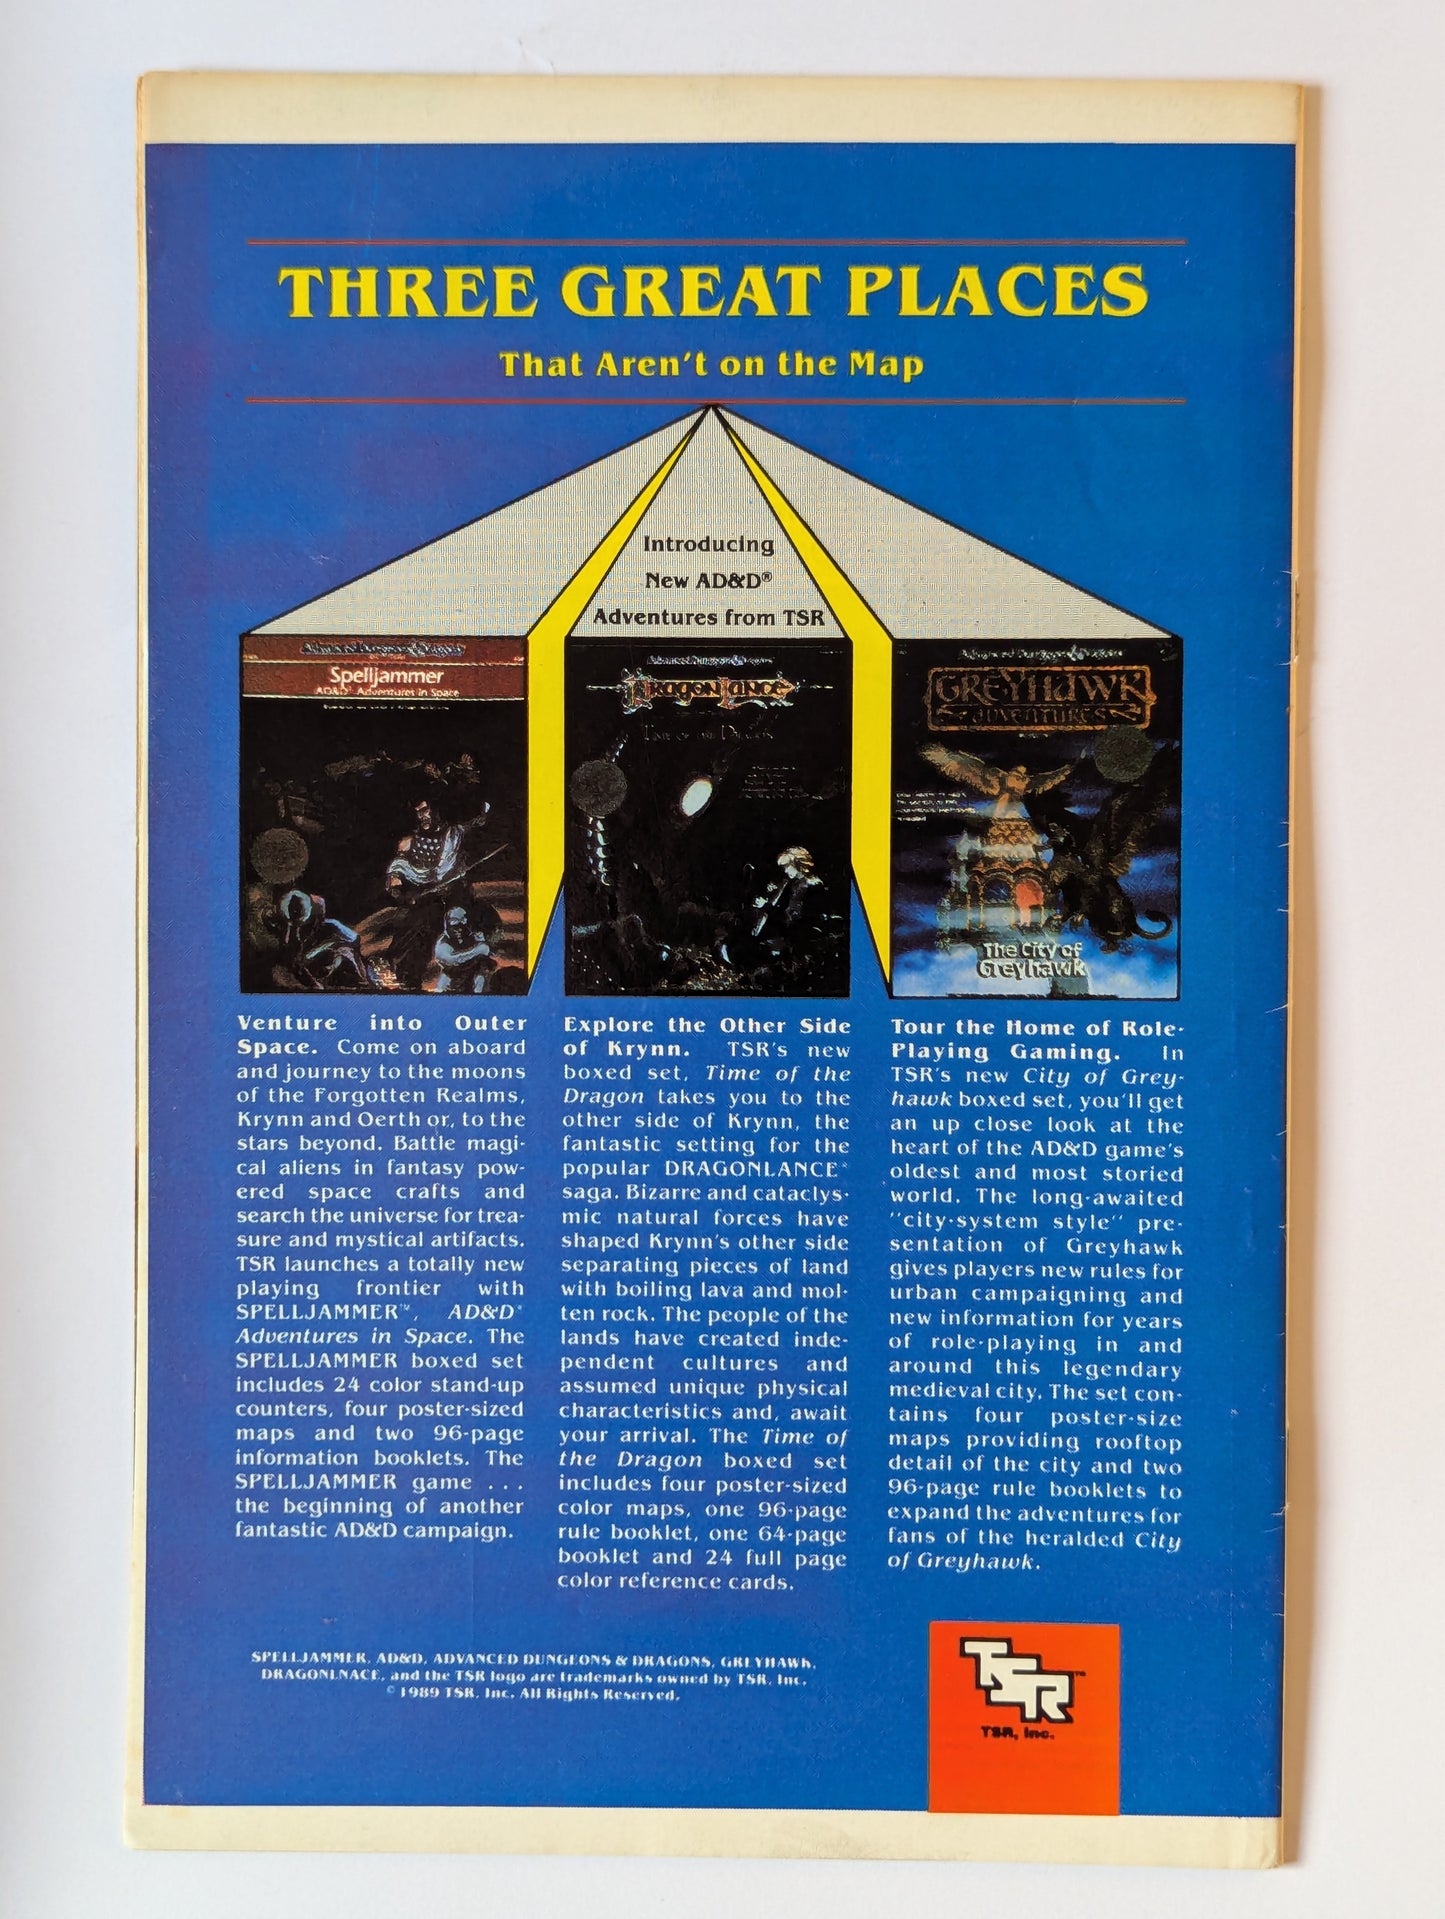 THREE GREAT PLACES
That Aren't on the Map
Introducing
New AD&D®
Adventures from TSR
Advanced Dungeons & Dragons
Spelljammer
AD&D® Adventures in Space
Advanced Dungeons & Dragons
DRAGONLANCE
TIME OF THE DRAGON
Advanced Dungeons & Dragons
GREYHAWK
ADVENTURES
The City of
Greyhawk
Venture into Outer
Space. Come on aboard
and journey to the moons
of the Forgotten Realms,
Krynn and Oerth or, to the
stars beyond. Battle magi-
cal aliens in fantasy pow-
ered space crafts and
search the universe for trea-
sure and mystical artifacts.
TSR launches a totally new
playing frontier with
SPELLJAMMER™, AD&D®
Adventures in Space. The
SPELLJAMMER boxed set
includes 24 color stand-up
counters, four poster-sized
maps and two 96-page
information booklets. The
SPELLJAMMER game . . .
the beginning of another
fantastic AD&D campaign.
Explore the Other Side
of Krynn. TSR's new
boxed set, Time of the
Dragon takes you to the
other side of Krynn, the
fantastic setting for the
popular DRAGONLANCE®
saga. Bizarre and cataclys-
mic natural forces have
shaped Krynn's other side
separating pieces of land
with boiling lava and mol-
ten rock. The people of the
lands have created inde-
pendent cultures and
assumed unique physical
characteristics and, await
your arrival. The Time of
the Dragon boxed set
includes four poster-sized
color maps, one 96-page
rule booklet, one 64-page
booklet and 24 full page
color reference cards.
Tour the Home of Role-
Playing Gaming. In
TSR's new City of Grey-
hawk boxed set, you'll get
an up close look at the
heart of the AD&D game's
oldest and most storied
world. The long-awaited
"city-system style" pre-
sentation of Greyhawk
gives players new rules for
urban campaigning and
new information for years
of role-playing in and
around this legendary
medieval city. The set con-
tains four poster-size
maps providing rooftop
detail of the city and two
96-page rule booklets to
expand the adventures for
fans of the heralded City
of Greyhawk.
SPELLJAMMER, AD&D, ADVANCED DUNGEONS & DRAGONS, GREYHAWK,
DRAGONLNACE, and the TSR logo are trademarks owned by TSR, Inc.
© 1989 TSR, Inc. All Rights Reserved.
TSR™
TSR, Inc.